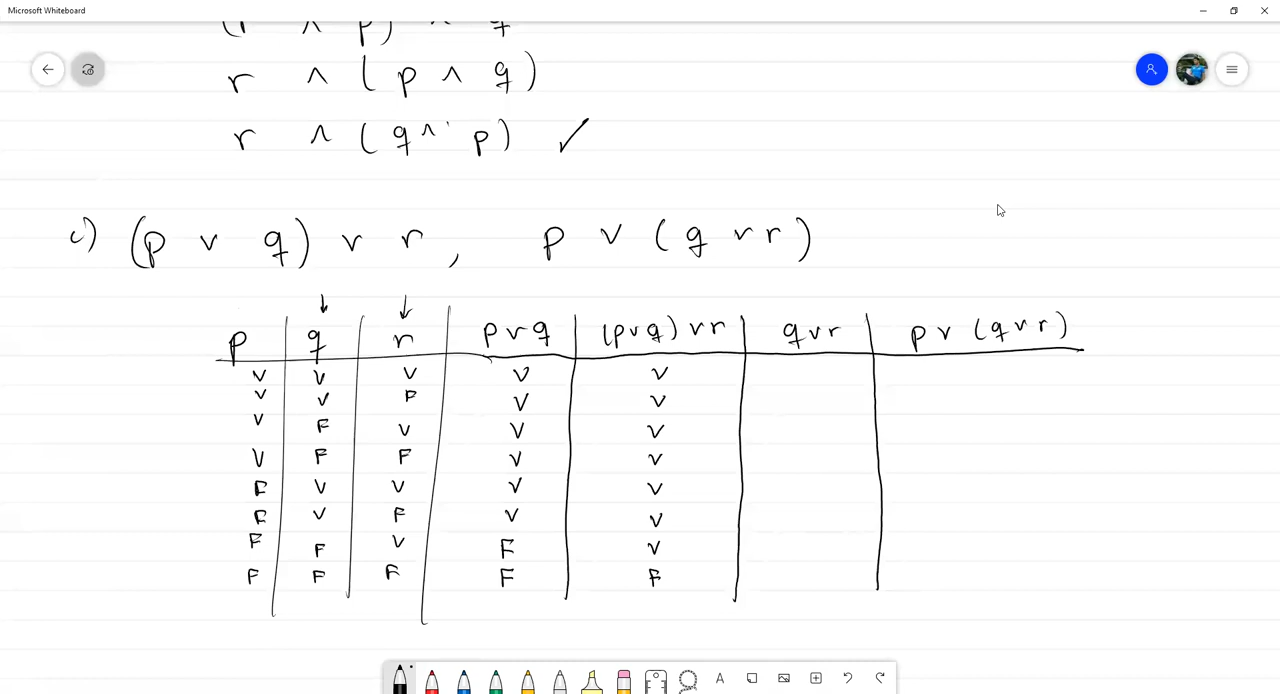 Microsoft Whiteboard
(r ∧ p) ∧ q
r ∧ (p ∧ q)
r ∧ (q ∧ p) ✓
c) (p ∨ q) ∨ r, p ∨ (q ∨ r)
p q r p ∨ q (p ∨ q) ∨ r q ∨ r p ∨ (q ∨ r)
V V V V V
V V F V V
V F V V V
V F F V V
F V V V V
F V F V V
F F V F V
F F F F F
A